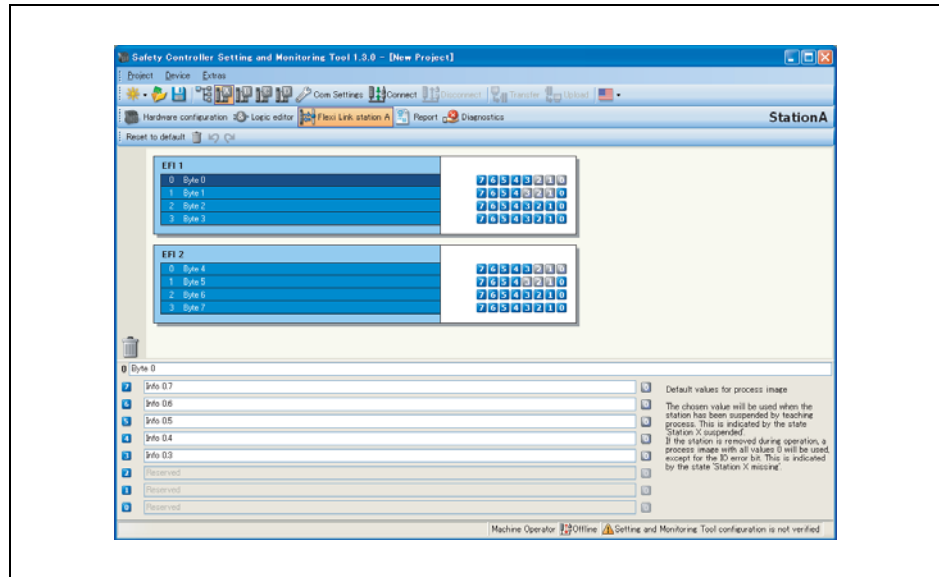 Safety Controller Setting and Monitoring Tool 1.3.0 - [New Project]
Project Device Extras
Com Settings Connect Disconnect Transfer Upload
Hardware configuration Logic editor Flexi Link station A Report Diagnostics StationA
Reset to default
EFI 1
0 Byte 0 7 6 5 4 3 2 1 0
1 Byte 1 7 6 5 4 3 2 1 0
2 Byte 2 7 6 5 4 3 2 1 0
3 Byte 3 7 6 5 4 3 2 1 0
EFI 2
0 Byte 4 7 6 5 4 3 2 1 0
1 Byte 5 7 6 5 4 3 2 1 0
2 Byte 6 7 6 5 4 3 2 1 0
3 Byte 7 7 6 5 4 3 2 1 0
0 Byte 0
7 Info 0.7 0
6 Info 0.6 0
5 Info 0.5 0
4 Info 0.4 0
3 Info 0.3 0
2 Reserved 0
1 Reserved 0
0 Reserved 0
Default values for process image
The chosen value will be used when the
station has been suspended by teaching
process. This is indicated by the state
'Station X suspended'.
If the station is removed during operation, a
process image with all values 0 will be used,
except for the IO error bit. This is indicated
by the state 'Station X missing'.
Machine Operator Offline Setting and Monitoring Tool configuration is not verified